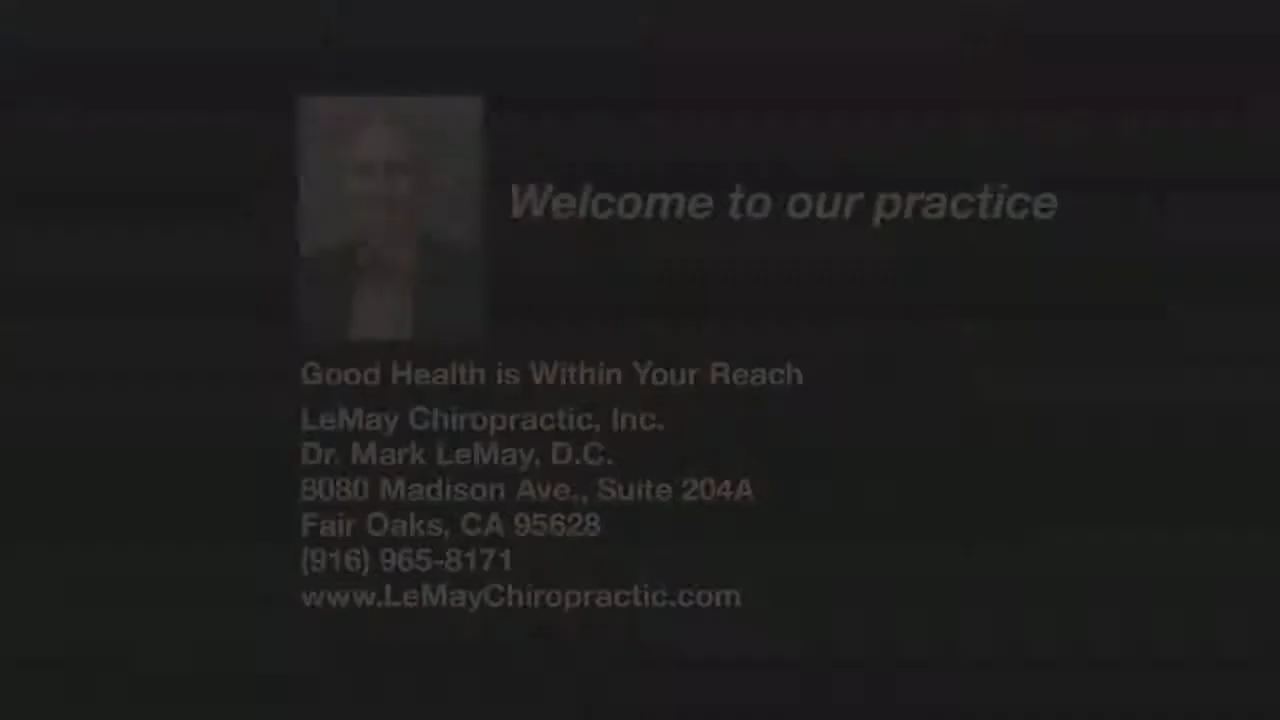 Welcome to our practice
Good Health is Within Your Reach
LeMay Chiropractic, Inc.
Dr. Mark LeMay, D.C.
8080 Madison Ave., Suite 204A
Fair Oaks, CA 95628
(916) 965-8171
www.LeMayChiropractic.com